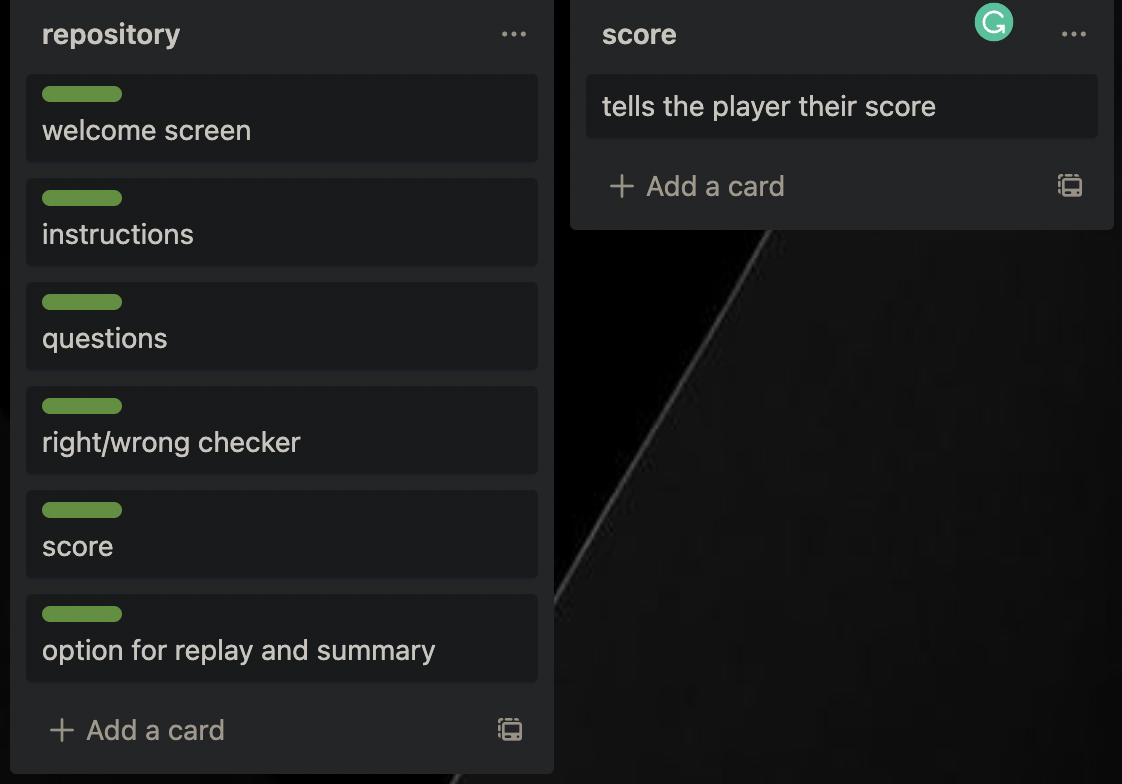 repository
welcome screen
instructions
questions
right/wrong checker
score
option for replay and summary
+ Add a card
score
tells the player their score
+ Add a card